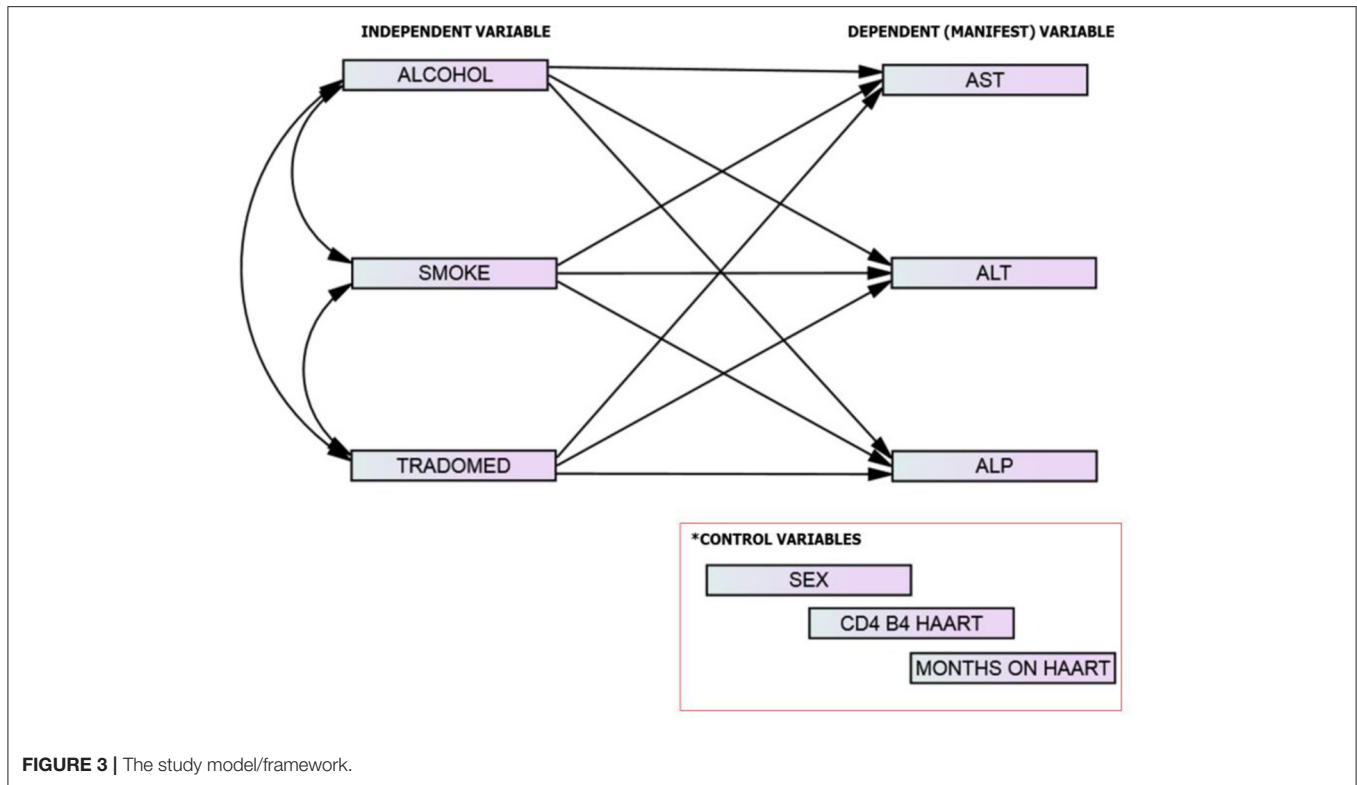 INDEPENDENT VARIABLE
DEPENDENT (MANIFEST) VARIABLE
ALCOHOL
AST
SMOKE
ALT
TRADOMED
ALP
*CONTROL VARIABLES
SEX
CD4 B4 HAART
MONTHS ON HAART
FIGURE 3 | The study model/framework.